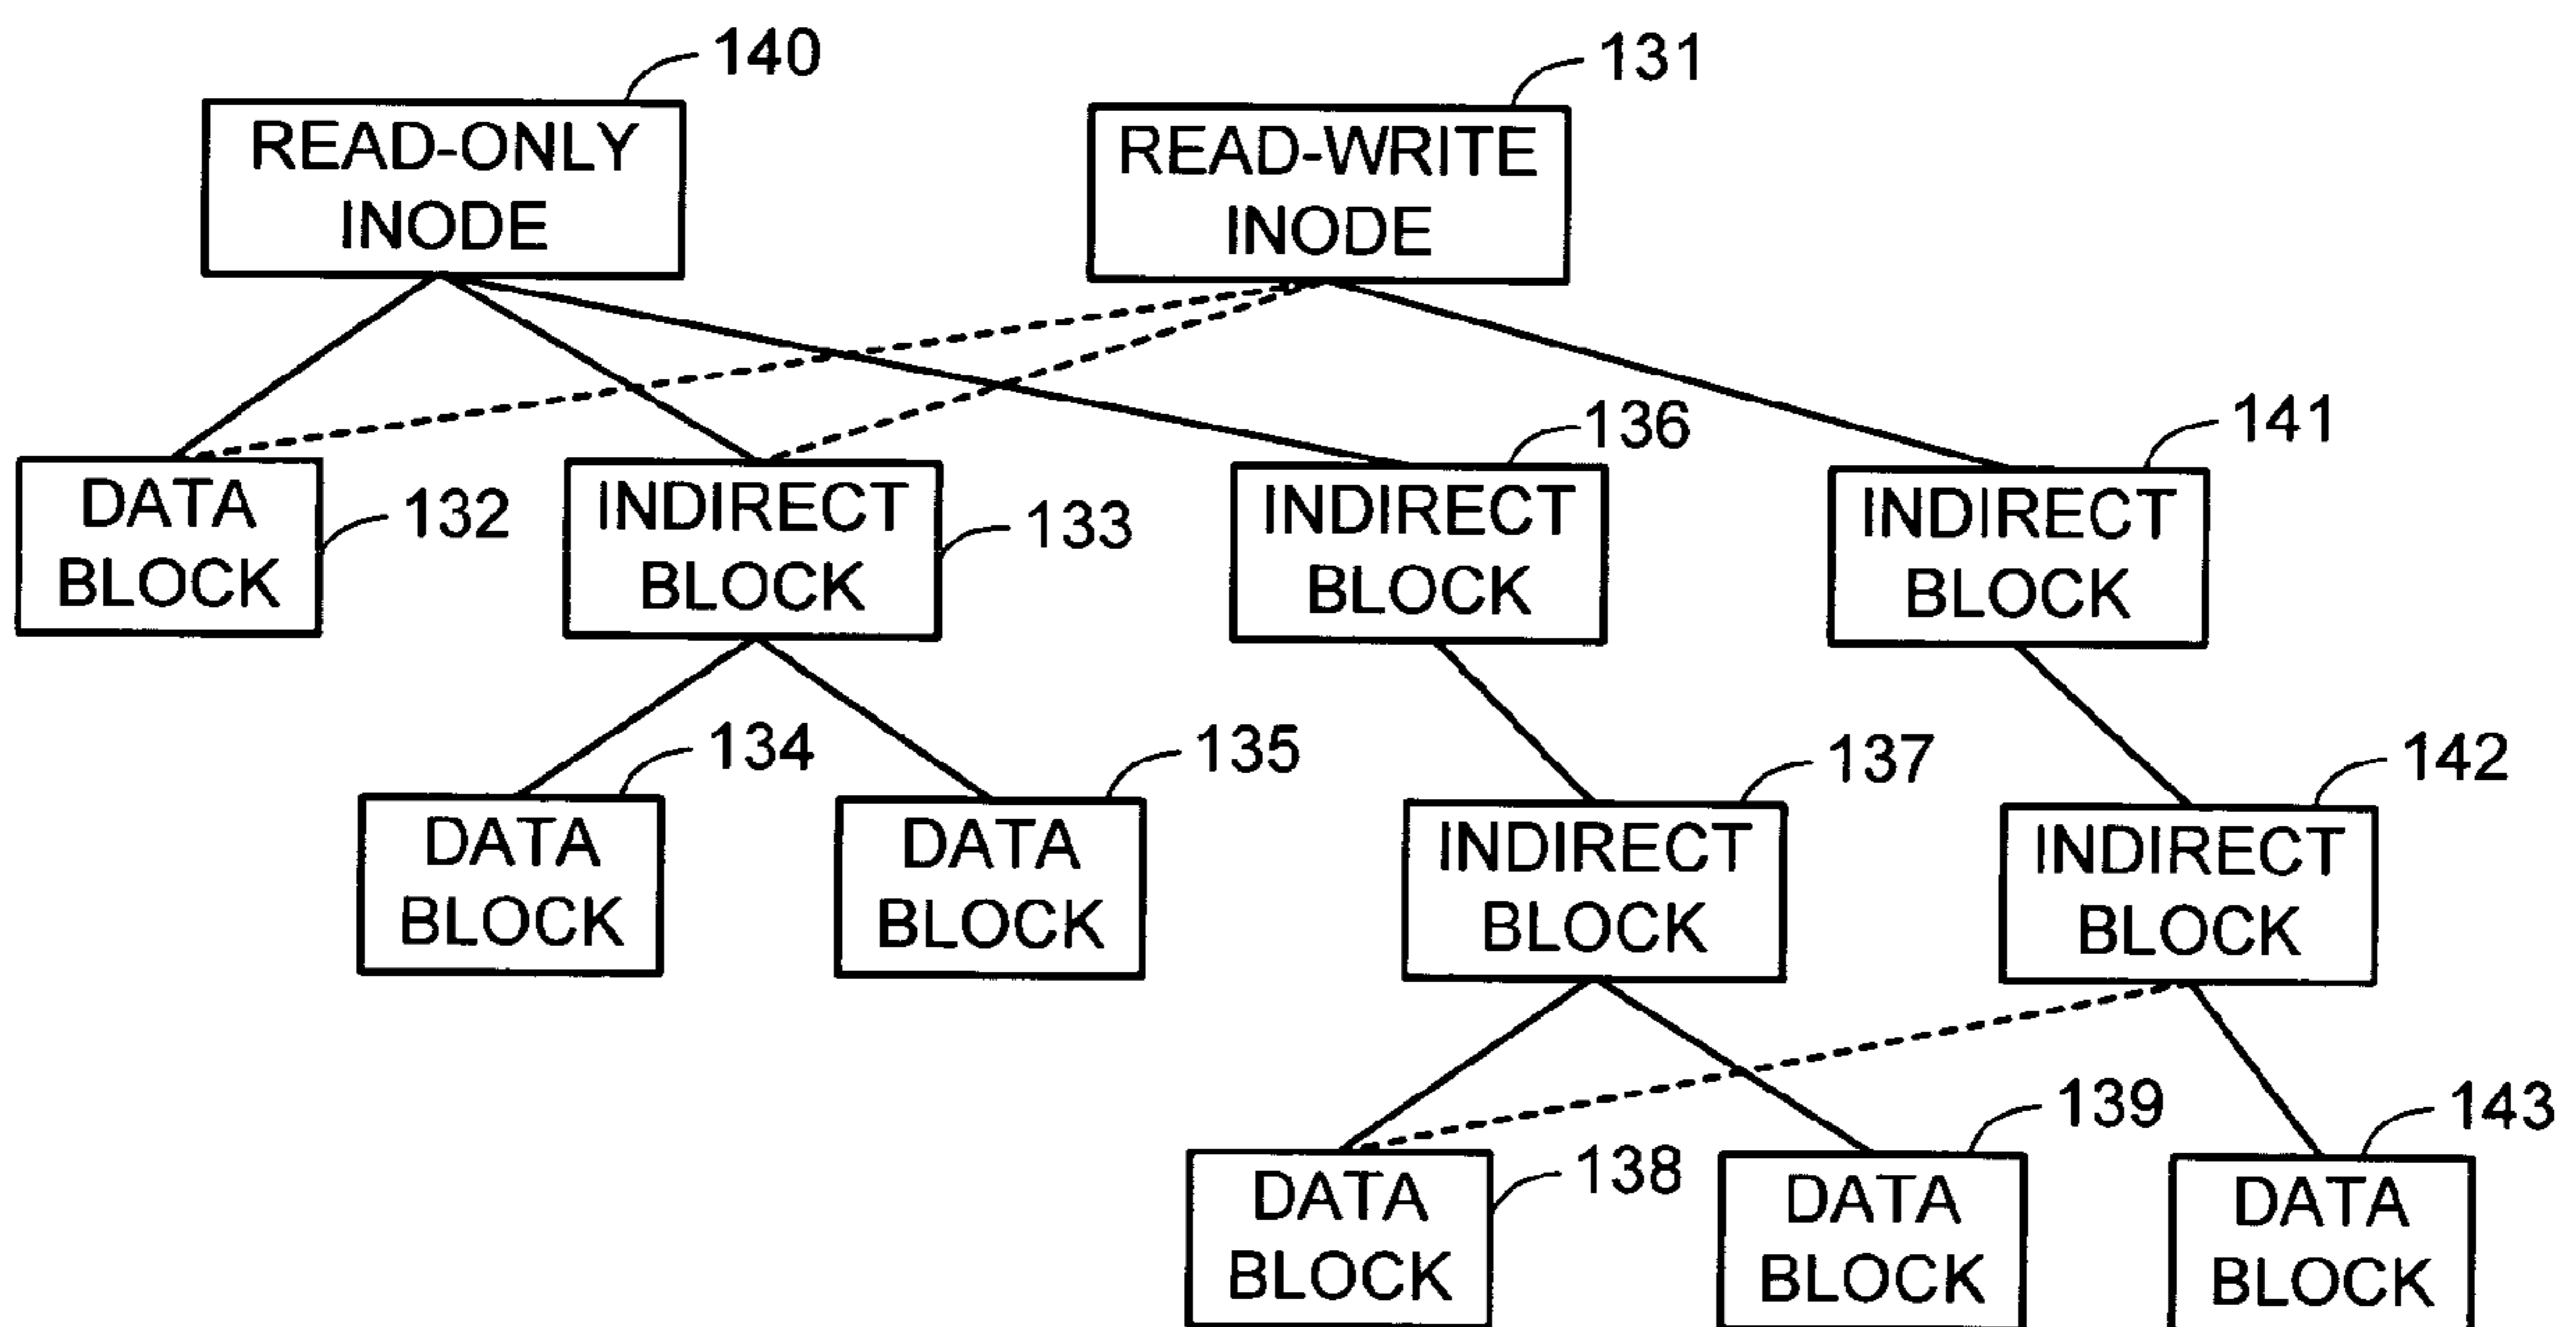 140
131
READ-ONLY
INODE
READ-WRITE
INODE
136
141
DATA
BLOCK
132
INDIRECT
BLOCK
133
INDIRECT
BLOCK
INDIRECT
BLOCK
134
135
137
142
DATA
BLOCK
DATA
BLOCK
INDIRECT
BLOCK
INDIRECT
BLOCK
139
143
138
DATA
BLOCK
DATA
BLOCK
DATA
BLOCK